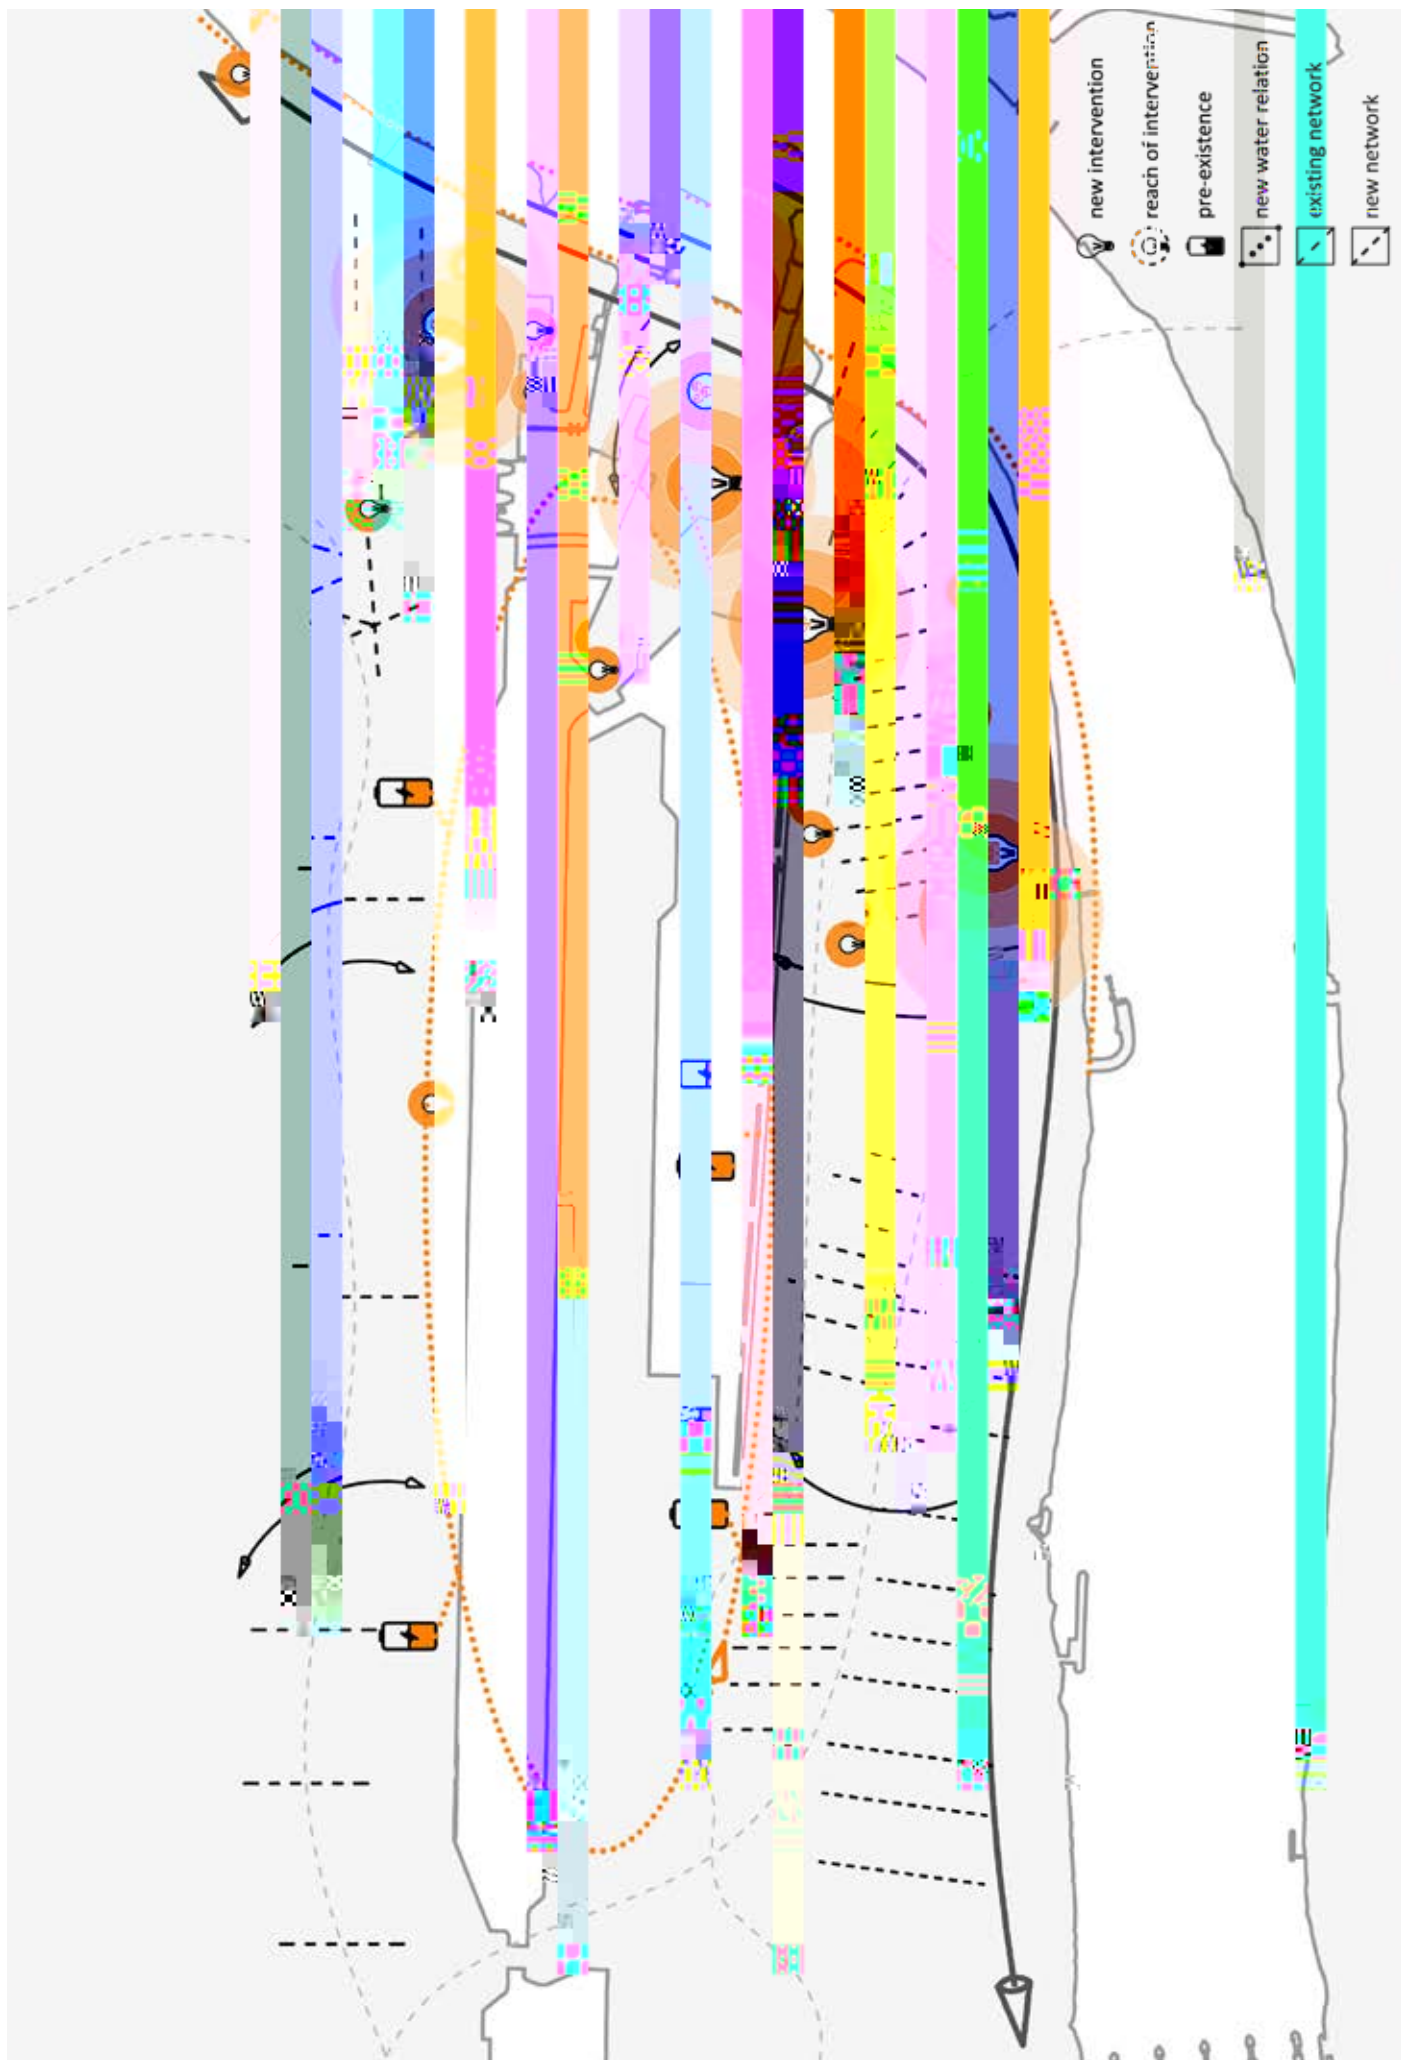 new intervention
reach of intervention
pre-existence
new water relation
existing network
new network